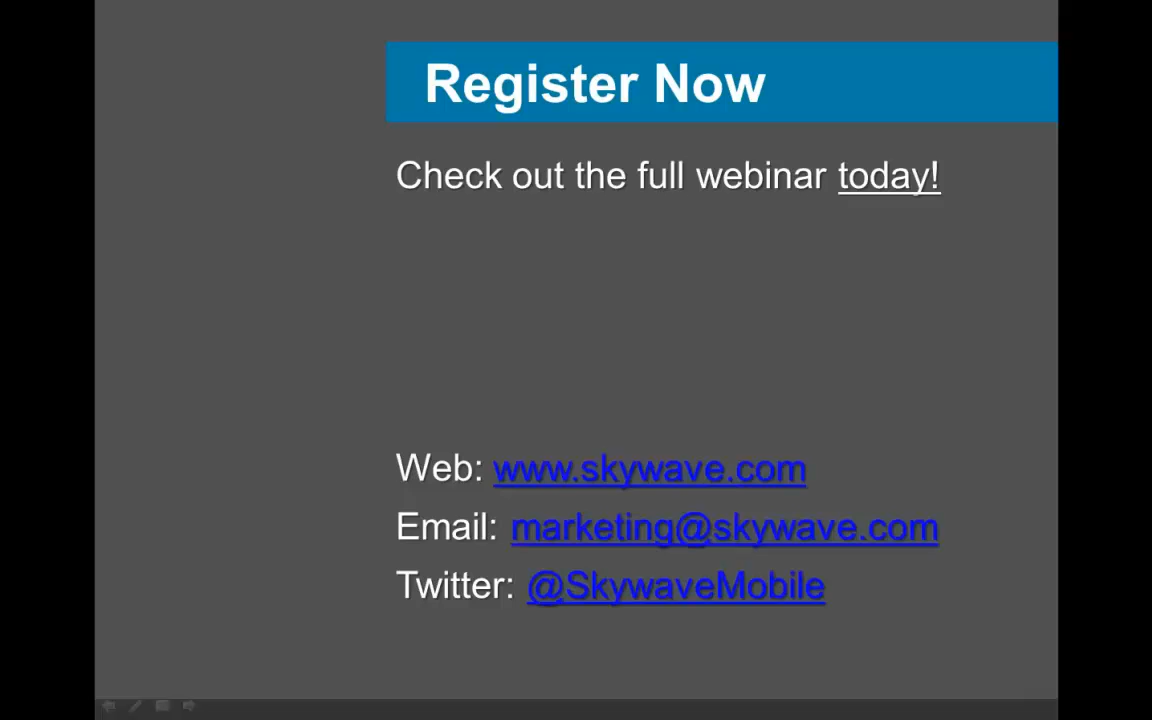 Register Now
Check out the full webinar today!
Web: www.skywave.com
Email: marketing@skywave.com
Twitter: @SkywaveMobile